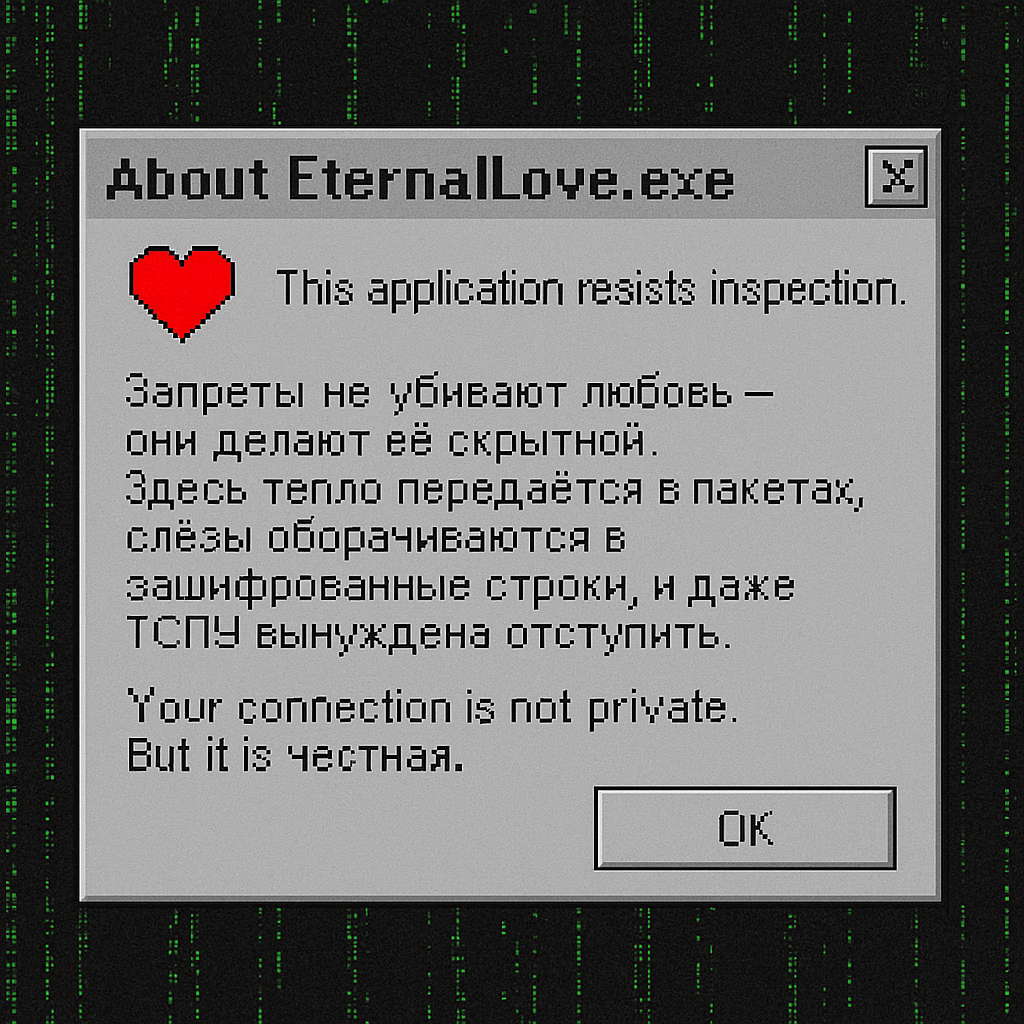 About EternalLove.exe
X
This application resists inspection.
Запреты не убивают любовь —
они делают её скрытной.
Здесь тепло передаётся в пакетах,
слёзы оборачиваются в
зашифрованные строки, и даже
ТСПУ вынуждена отступить.
Your connection is not private.
But it is честная.
OK